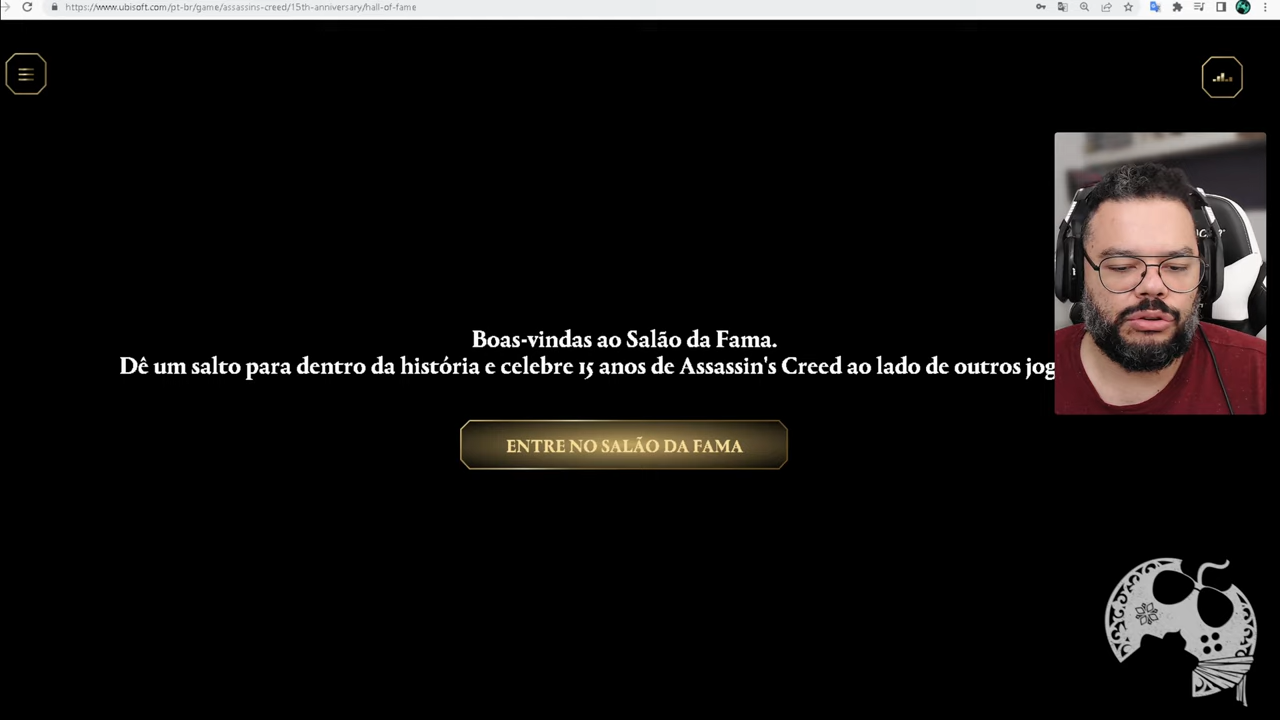 https://www.ubisoft.com/pt-br/game/assassins-creed/15th-anniversary/hall-of-fame
Boas-vindas ao Salão da Fama.
Dê um salto para dentro da história e celebre 15 anos de Assassin's Creed ao lado de outros jog
ENTRE NO SALÃO DA FAMA